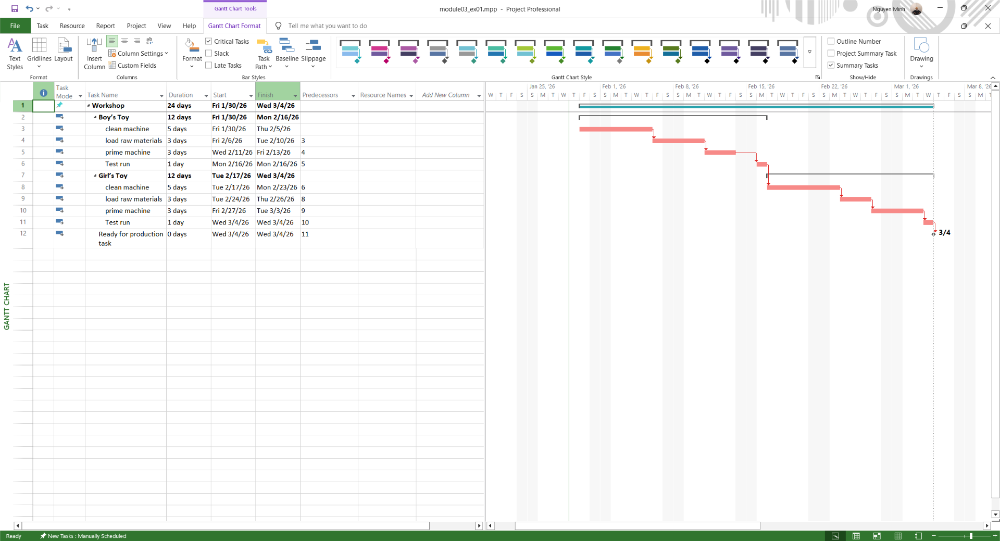 Gantt Chart Tools
module03_ex01.mpp - Project Professional
Nguyen Minh
File Task Resource Report Project View Help Gantt Chart Format Tell me what you want to do
Text Styles
Gridlines
Layout
Format
Insert Column
Column Settings
Custom Fields
Columns
Format
Critical Tasks
Slack
Late Tasks
Task Path
Baseline
Slippage
Bar Styles
Gantt Chart Style
Outline Number
Project Summary Task
Summary Tasks
Show/Hide
Drawing
Drawings
Task Mode Task Name Duration Start Finish Predecessors Resource Names Add New Column
1 Workshop 24 days Fri 1/30/26 Wed 3/4/26
2 Boy's Toy 12 days Fri 1/30/26 Mon 2/16/26
3 clean machine 5 days Fri 1/30/26 Thu 2/5/26
4 load raw materials 3 days Fri 2/6/26 Tue 2/10/26 3
5 prime machine 3 days Wed 2/11/26 Fri 2/13/26 4
6 Test run 1 day Mon 2/16/26 Mon 2/16/26 5
7 Girl's Toy 12 days Tue 2/17/26 Wed 3/4/26
8 clean machine 5 days Tue 2/17/26 Mon 2/23/26 6
9 load raw materials 3 days Tue 2/24/26 Thu 2/26/26 8
10 prime machine 3 days Fri 2/27/26 Tue 3/3/26 9
11 Test run 1 day Wed 3/4/26 Wed 3/4/26 10
12 Ready for production 0 days Wed 3/4/26 Wed 3/4/26 11
task
Jan 25, '26 Feb 1, '26 Feb 8, '26 Feb 15, '26 Feb 22, '26 Mar 1, '26 Mar 8, '26
W T F S S M T W T F S S M T W T F S S M T W T F S S M T W T F S S M T W T F S S M T W T F S S M T
3/4
GANTT CHART
Ready New Tasks : Manually Scheduled